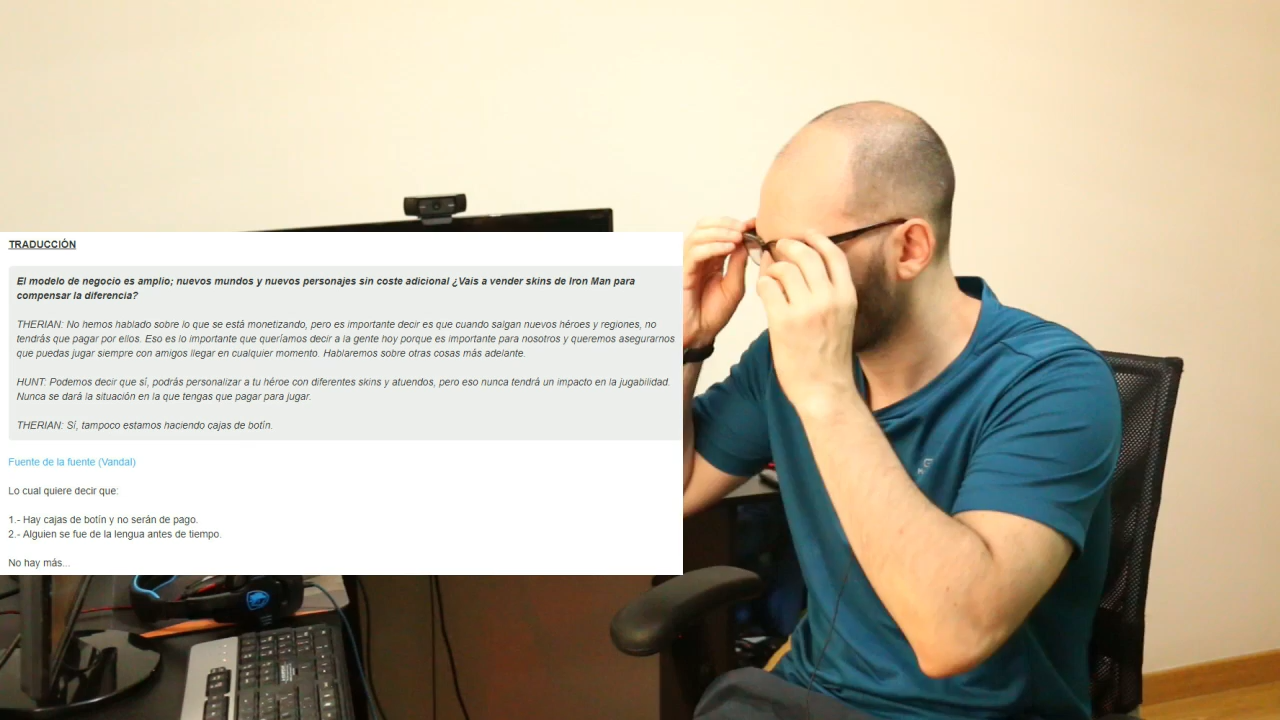 TRADUCCIÓN
El modelo de negocio es amplio; nuevos mundos y nuevos personajes sin coste adicional ¿Vais a vender skins de Iron Man para
compensar la diferencia?
THERIAN: No hemos hablado sobre lo que se está monetizando, pero es importante decir es que cuando salgan nuevos héroes y regiones, no
tendrás que pagar por ellos. Eso es lo importante que queríamos decir a la gente hoy porque es importante para nosotros y queremos asegurarnos
de que puedas jugar siempre con amigos llegar en cualquier momento. Hablaremos sobre otras cosas más adelante.
HUNT: Podemos decir que sí, podrás personalizar a tu héroe con diferentes skins y atuendos, pero eso nunca tendrá un impacto en la jugabilidad.
Nunca se dará la situación en la que tengas que pagar para jugar.
THERIAN: Sí, tampoco estamos haciendo cajas de botín.
Fuente de la fuente (Vandal)
Lo cual quiere decir que:
1.- Hay cajas de botín y no serán de pago.
2.- Alguien se fue de la lengua antes de tiempo.
No hay más...